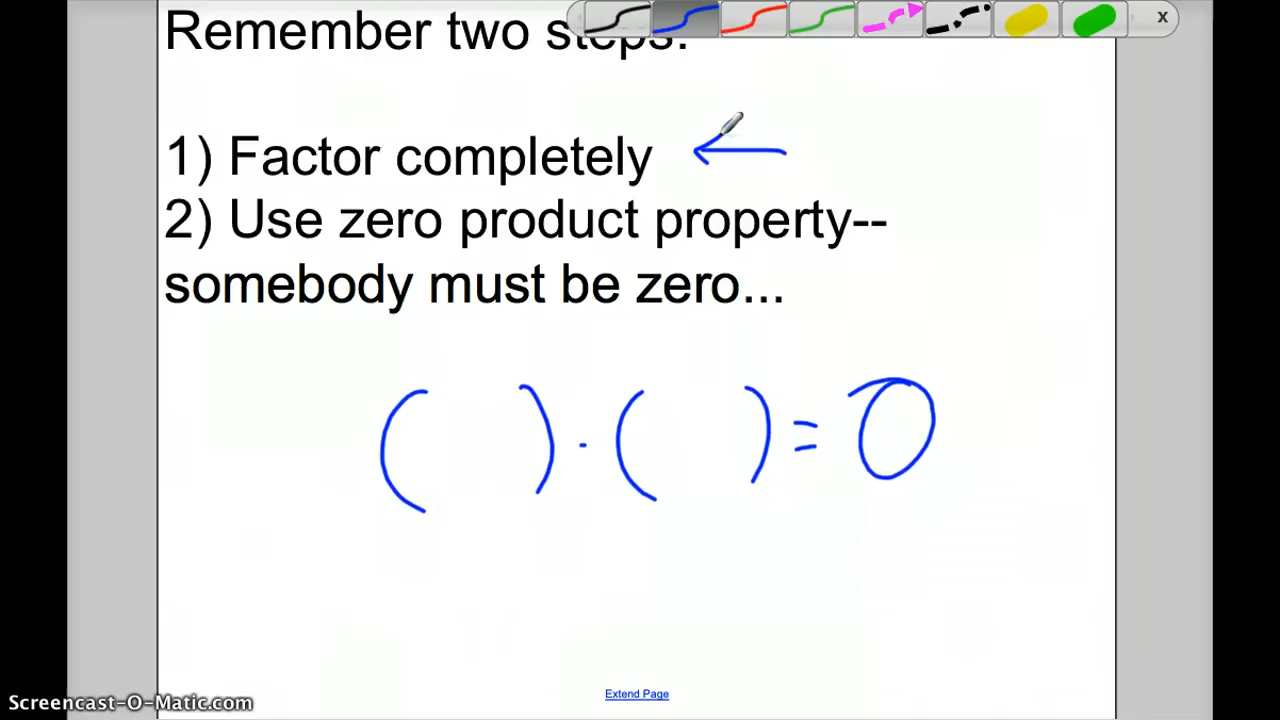 Remember two steps:
1) Factor completely
2) Use zero product property--
somebody must be zero...
( ) · ( ) = 0
Extend Page
Screencast-O-Matic.com
x